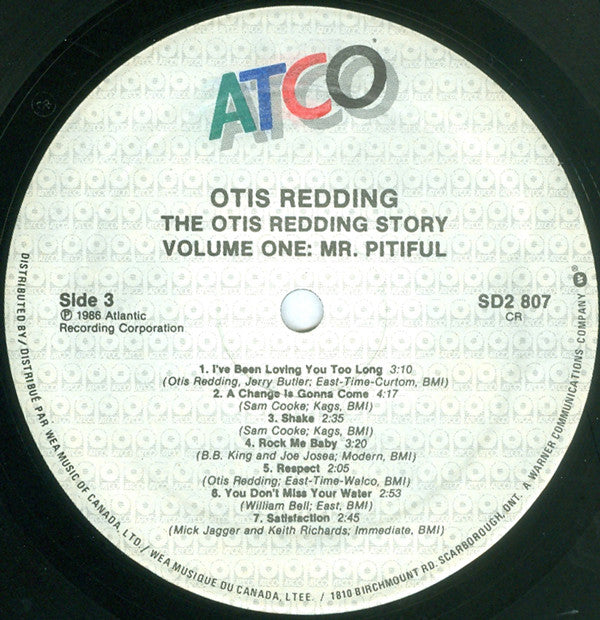 ATCO
OTIS REDDING
THE OTIS REDDING STORY
VOLUME ONE: MR. PITIFUL
Side 3
℗ 1986 Atlantic
Recording Corporation
SD2 807
CR
1. I've Been Loving You Too Long 3:10
(Otis Redding, Jerry Butler; East-Time-Curtom, BMI)
2. A Change Is Gonna Come 4:17
(Sam Cooke; Kags, BMI)
3. Shake 2:35
(Sam Cooke; Kags, BMI)
4. Rock Me Baby 3:20
(B.B. King and Joe Josea; Modern, BMI)
5. Respect 2:05
(Otis Redding; East-Time-Walco, BMI)
6. You Don't Miss Your Water 2:53
(William Bell; East, BMI)
7. Satisfaction 2:45
(Mick Jagger and Keith Richards; Immediate, BMI)
DISTRIBUTED BY / DISTRIBUÉ PAR WEA MUSIC OF CANADA, LTD / WEA MUSIQUE DU CANADA, LTEE. / 1810 BIRCHMOUNT RD. SCARBOROUGH, ONT. A WARNER COMMUNICATIONS COMPANY